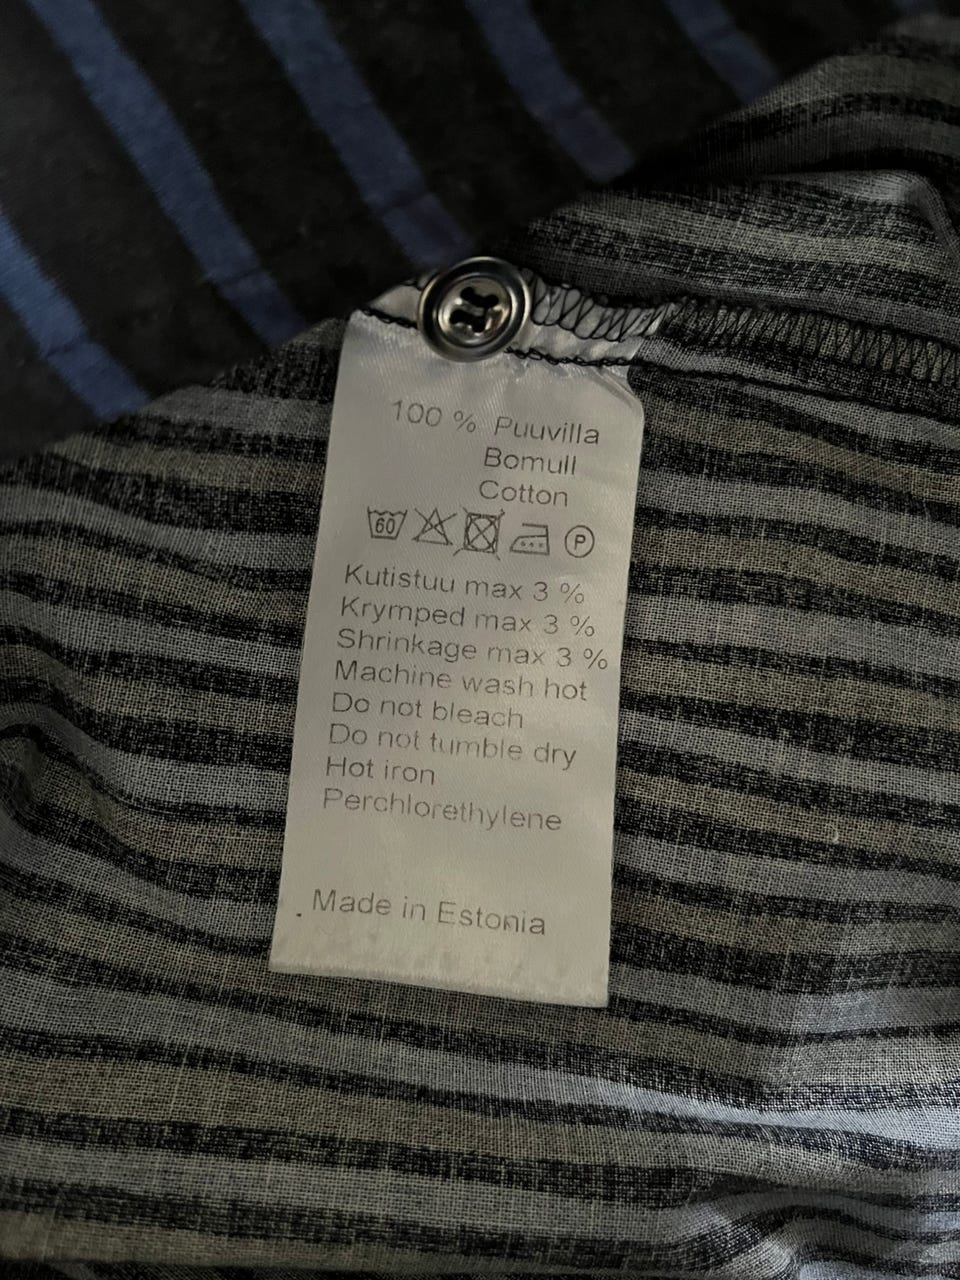 100 % Puuvilla
Bomull
Cotton
60 P
Kutistuu max 3 %
Krymped max 3 %
Shrinkage max 3 %
Machine wash hot
Do not bleach
Do not tumble dry
Hot iron
Perchlorethylene
Made in Estonia